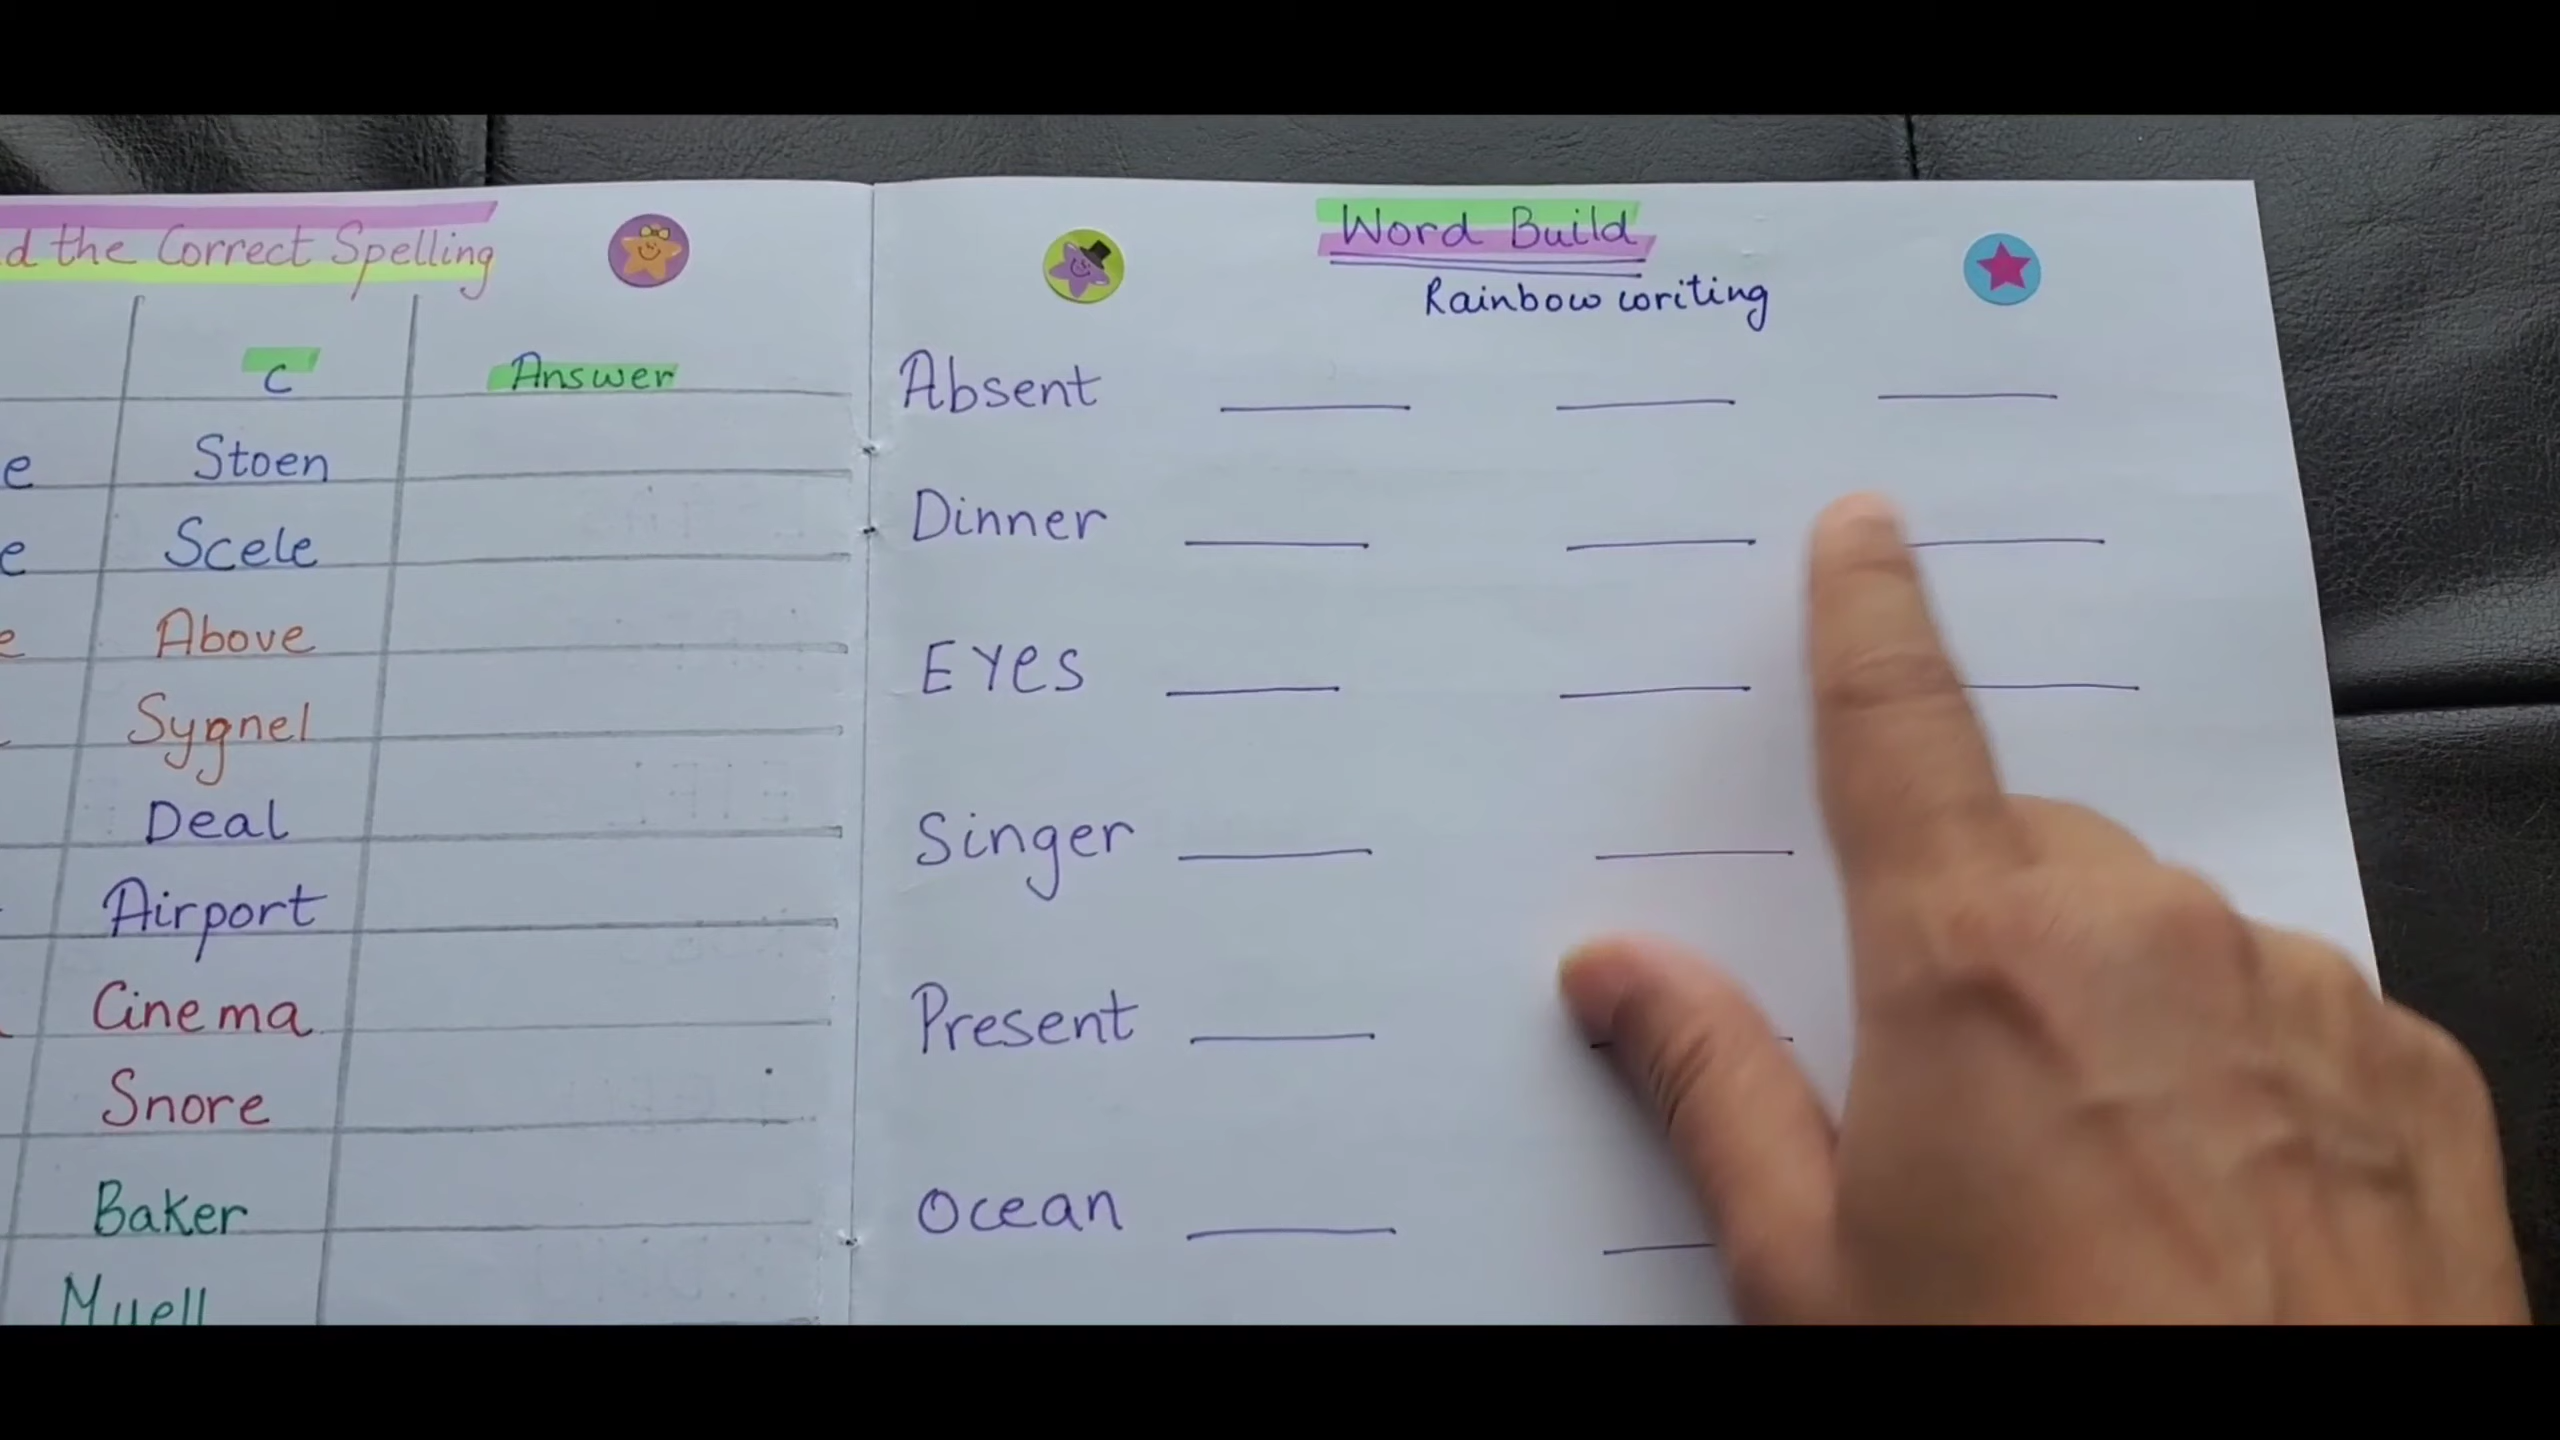 d the Correct Spelling
C Answer
e Stoen
e Scele
e Above
Sygnel
Deal
Airport
Cinema
Snore
Baker
Muell
Word Build
Rainbow writing
Absent
Dinner
EYes
Singer
Present
Ocean